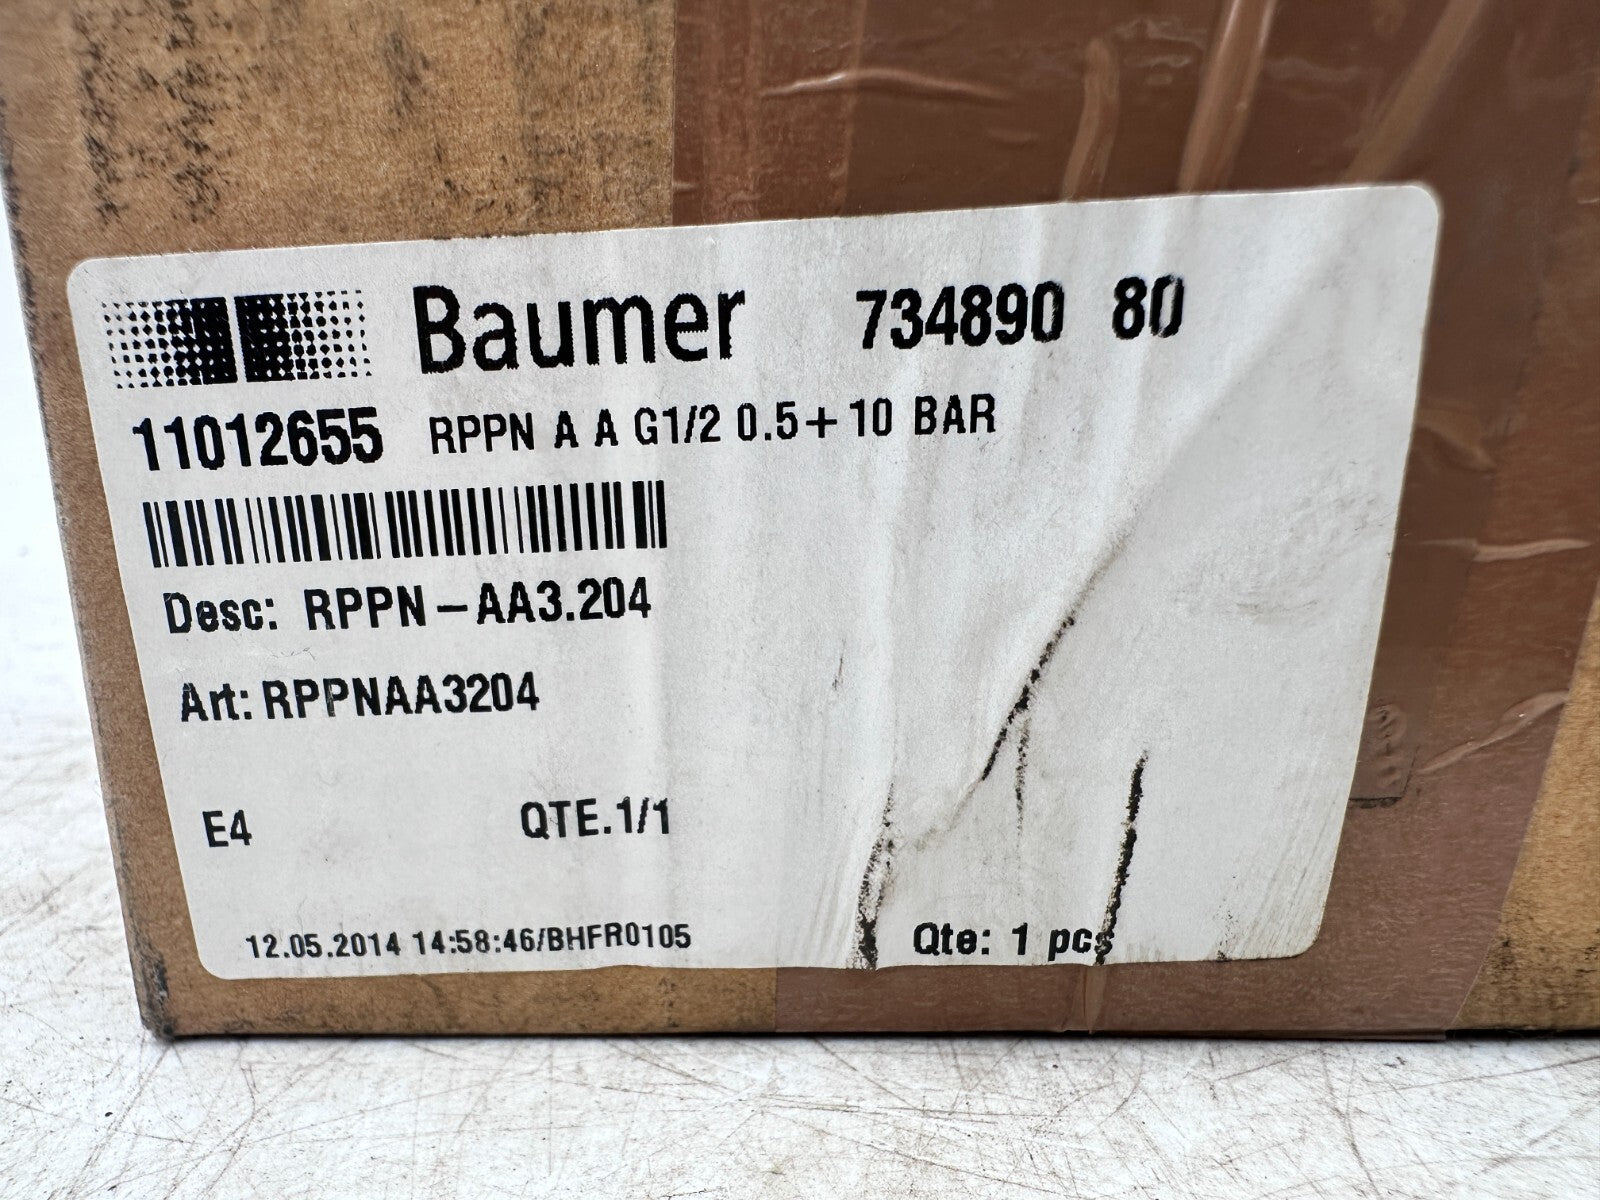 Baumer 734890 80
11012655 RPPN A A G1/2 0.5+10 BAR
Desc: RPPN-AA3.204
Art: RPPNAA3204
E4 QTE.1/1
12.05.2014 14:58:46/BHFR0105 Qte: 1 pcs